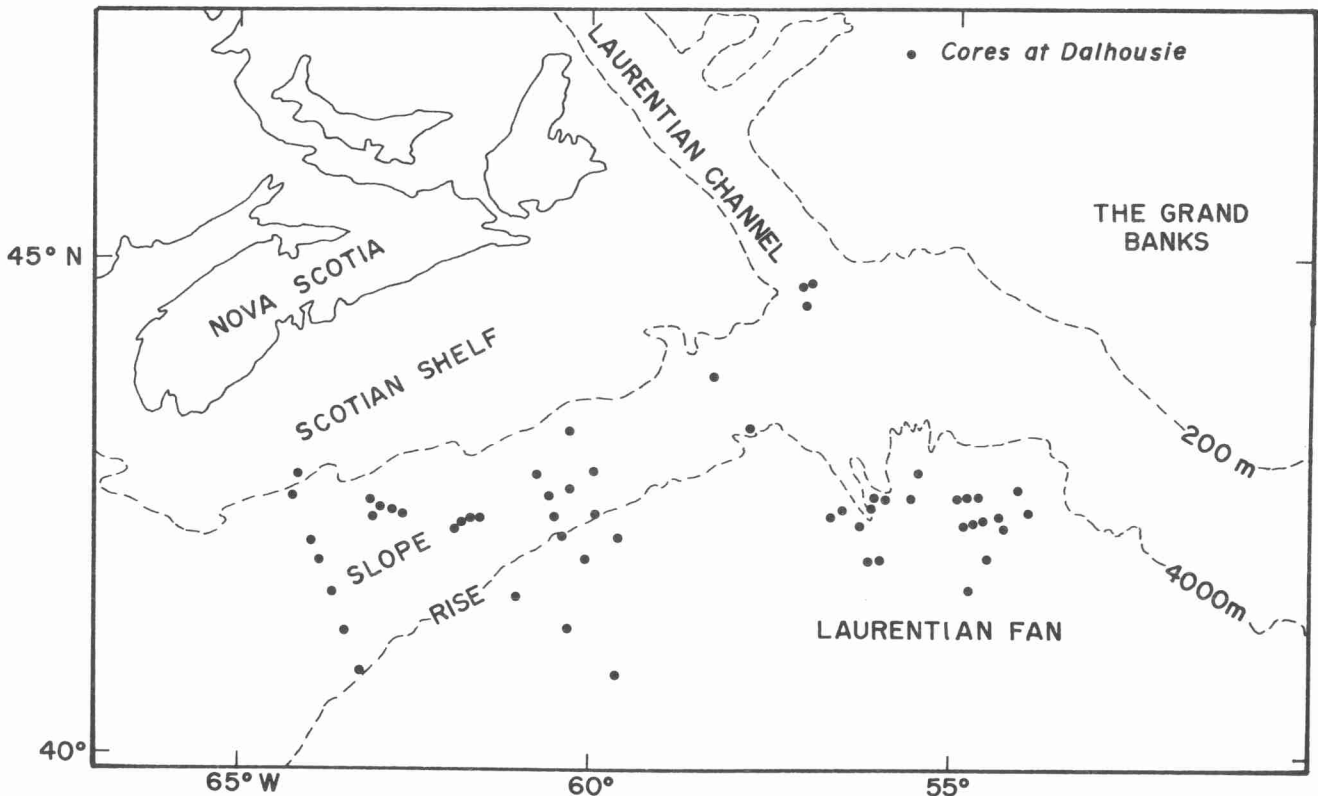 LAURENTIAN CHANNEL
• Cores at Dalhousie
THE GRAND
BANKS
45° N
NOVA SCOTIA
SCOTIAN SHELF
200 m
SLOPE
RISE
4000m
LAURENTIAN FAN
40°
65° W
60°
55°